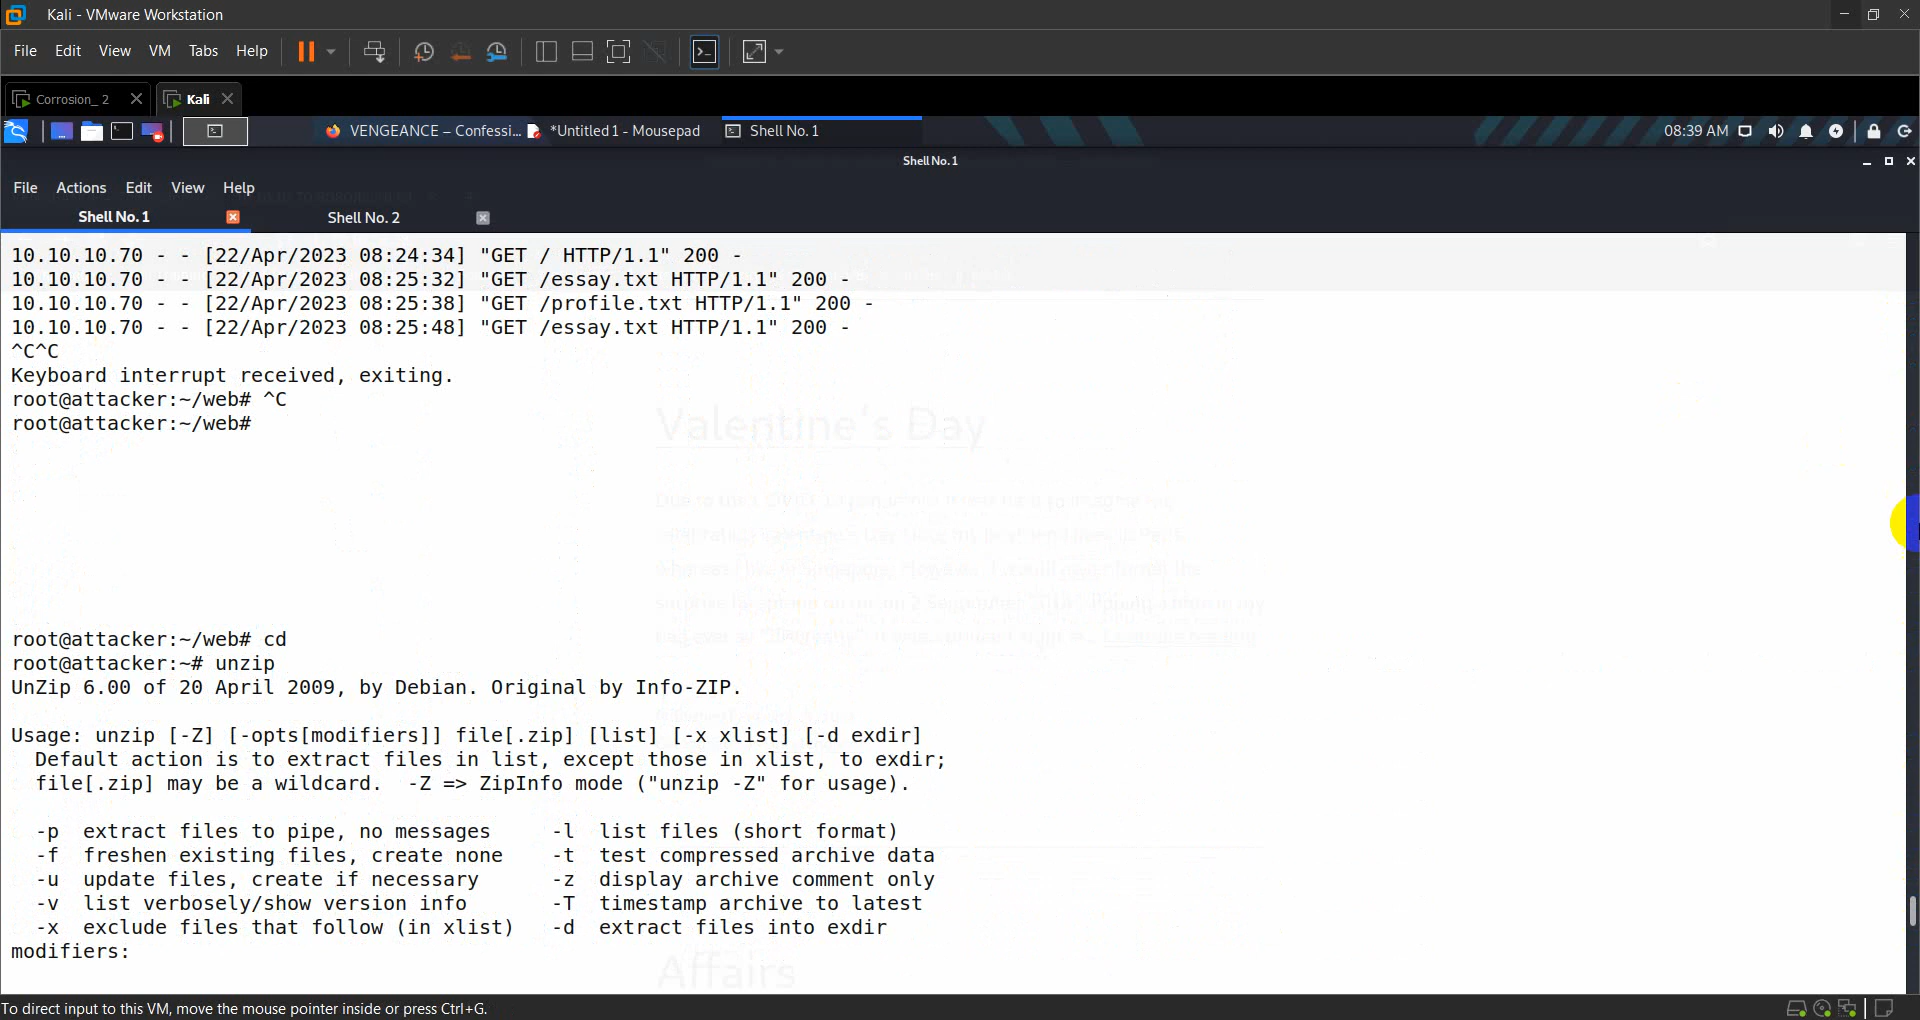 Kali - VMware Workstation
File Edit View VM Tabs Help
Corrosion_ 2 Kali
VENGEANCE – Confessi... *Untitled 1 - Mousepad Shell No. 1 08:39 AM
Shell No. 1
File Actions Edit View Help
Shell No. 1 Shell No. 2
10.10.10.70 - - [22/Apr/2023 08:24:34] "GET / HTTP/1.1" 200 -
10.10.10.70 - - [22/Apr/2023 08:25:32] "GET /essay.txt HTTP/1.1" 200 -
10.10.10.70 - - [22/Apr/2023 08:25:38] "GET /profile.txt HTTP/1.1" 200 -
10.10.10.70 - - [22/Apr/2023 08:25:48] "GET /essay.txt HTTP/1.1" 200 -
^C^C
Keyboard interrupt received, exiting.
root@attacker:~/web# ^C
root@attacker:~/web#
Valentine's Day
root@attacker:~/web# cd
root@attacker:~# unzip
UnZip 6.00 of 20 April 2009, by Debian. Original by Info-ZIP.
Usage: unzip [-Z] [-opts[modifiers]] file[.zip] [list] [-x xlist] [-d exdir]
Default action is to extract files in list, except those in xlist, to exdir;
file[.zip] may be a wildcard. -Z => ZipInfo mode ("unzip -Z" for usage).
-p extract files to pipe, no messages -l list files (short format)
-f freshen existing files, create none -t test compressed archive data
-u update files, create if necessary -z display archive comment only
-v list verbosely/show version info -T timestamp archive to latest
-x exclude files that follow (in xlist) -d extract files into exdir
modifiers:
Affairs
To direct input to this VM, move the mouse pointer inside or press Ctrl+G.